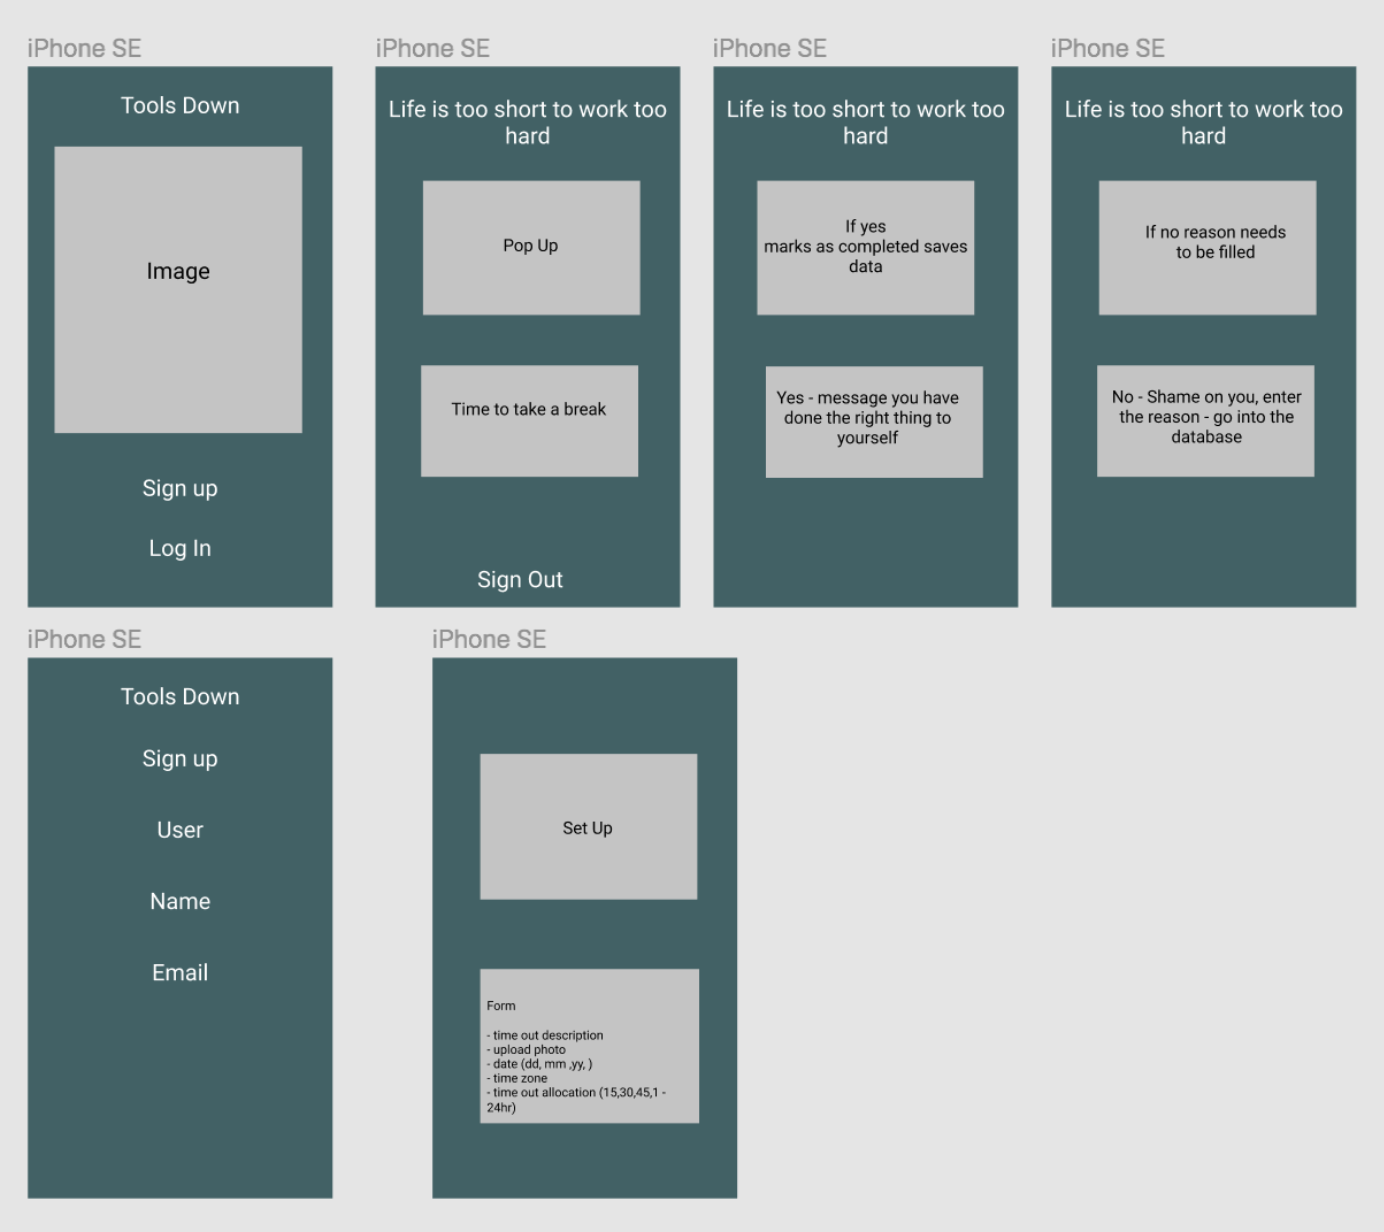 iPhone SE
Tools Down
Image
Sign up
Log In
iPhone SE
Life is too short to work too
hard
Pop Up
Time to take a break
Sign Out
iPhone SE
Life is too short to work too
hard
If yes
marks as completed saves
data
Yes - message you have
done the right thing to
yourself
iPhone SE
Life is too short to work too
hard
If no reason needs
to be filled
No - Shame on you, enter
the reason - go into the
database
iPhone SE
Tools Down
Sign up
User
Name
Email
iPhone SE
Set Up
Form
- time out description
- upload photo
- date (dd, mm ,yy, )
- time zone
- time out allocation (15,30,45,1 -
24hr)